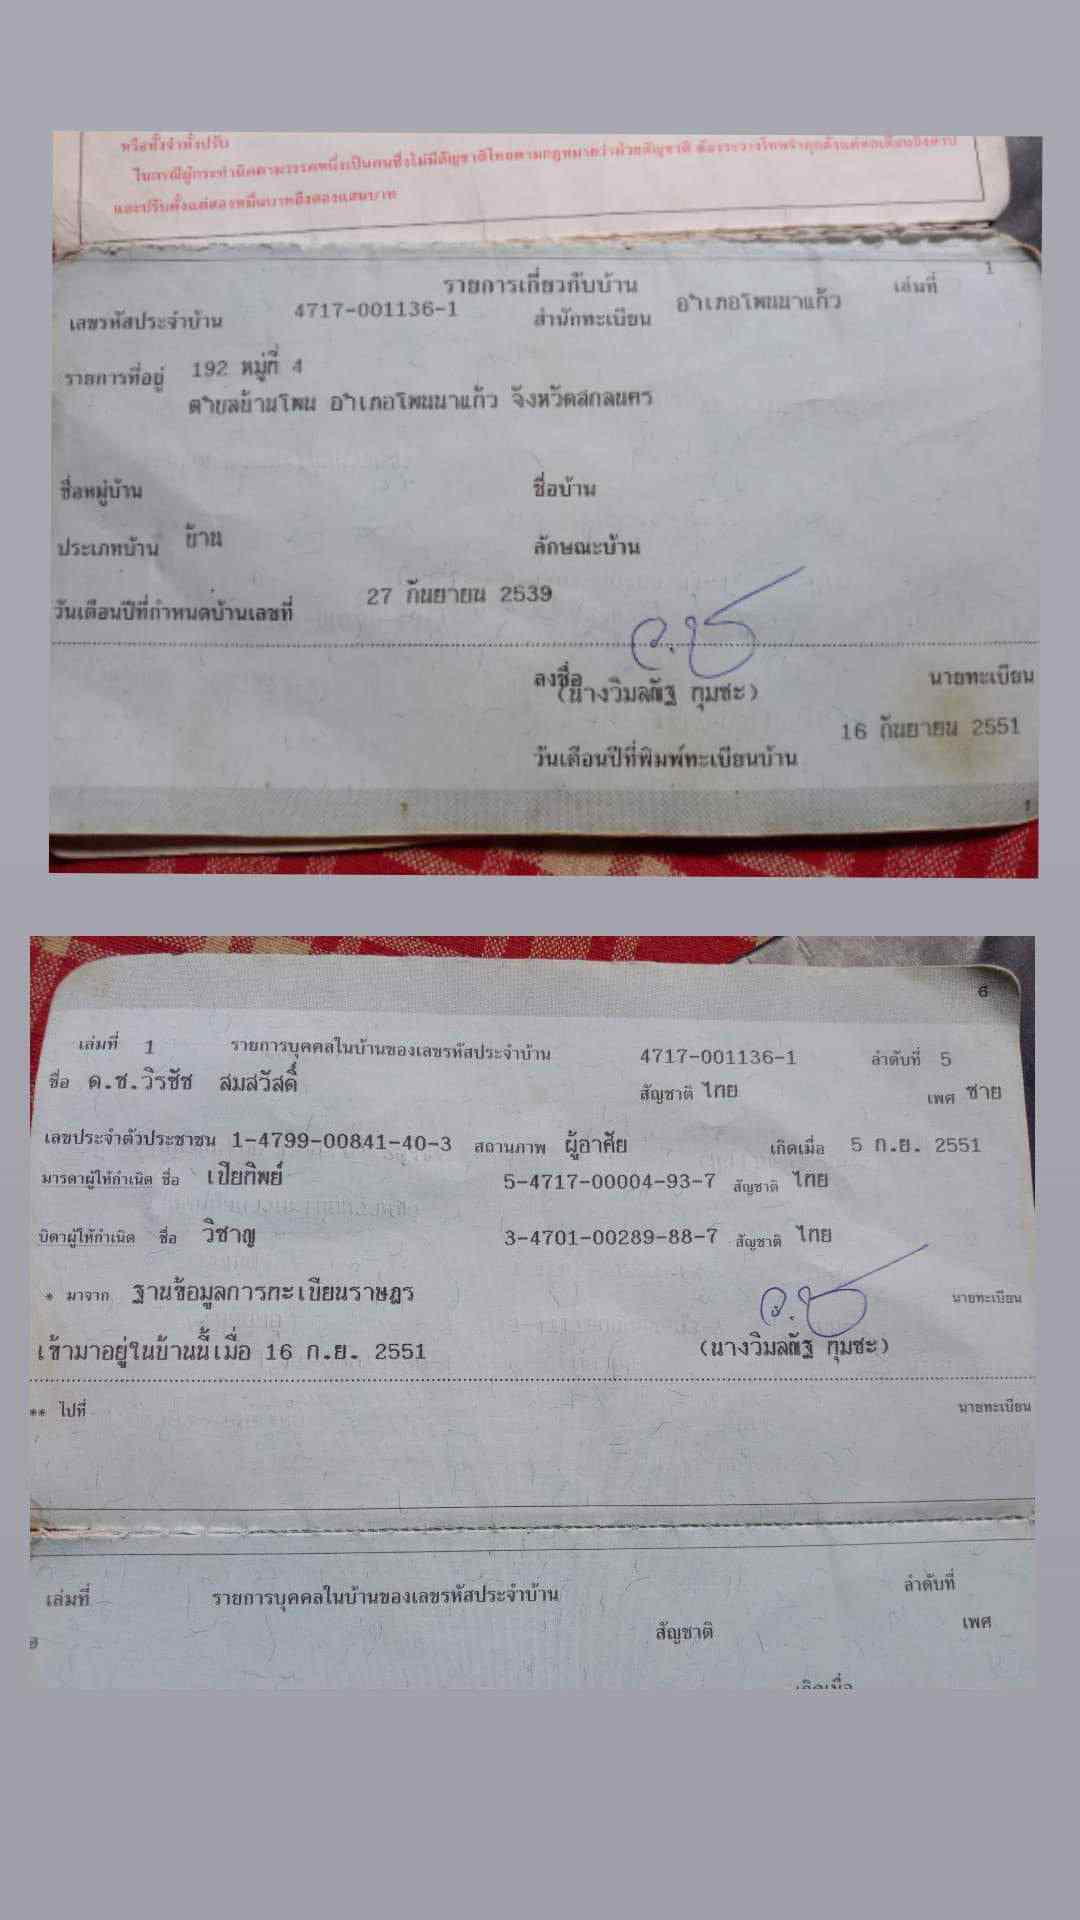 หรือทั้งจำทั้งปรับ
ในกรณีผู้กระทำผิดตามวรรคหนึ่งเป็นคนซึ่งไม่มีสัญชาติไทยตามกฎหมายว่าด้วยสัญชาติ ต้องระวางโทษจำคุกตั้งแต่หกเดือนถึงสามปี
และปรับตั้งแต่สองหมื่นบาทถึงสองแสนบาท
1
รายการเกี่ยวกับบ้าน เล่มที่
เลขรหัสประจำบ้าน 4717-001136-1 สำนักทะเบียน อำเภอโพนนาแก้ว
รายการที่อยู่ 192 หมู่ที่ 4
ตำบลบ้านโพน อำเภอโพนนาแก้ว จังหวัดสกลนคร
ชื่อหมู่บ้าน ชื่อบ้าน
ประเภทบ้าน บ้าน ลักษณะบ้าน
วันเดือนปีที่กำหนดบ้านเลขที่ 27 กันยายน 2539
ลงชื่อ นายทะเบียน
(นางวิมลณัฐ กุมชะ)
วันเดือนปีที่พิมพ์ทะเบียนบ้าน 16 กันยายน 2551
1
6
เล่มที่ 1 รายการบุคคลในบ้านของเลขรหัสประจำบ้าน 4717-001136-1 ลำดับที่ 5
ชื่อ ด.ช.วิรชัช สมสวัสดิ์ สัญชาติ ไทย เพศ ชาย
เลขประจำตัวประชาชน 1-4799-00841-40-3 สถานภาพ ผู้อาศัย เกิดเมื่อ 5 ก.ย. 2551
มารดาผู้ให้กำเนิด ชื่อ เปียทิพย์ 5-4717-00004-93-7 สัญชาติ ไทย
บิดาผู้ให้กำเนิด ชื่อ วิชาญ 3-4701-00289-88-7 สัญชาติ ไทย
* มาจาก ฐานข้อมูลการทะเบียนราษฎร นายทะเบียน
เข้ามาอยู่ในบ้านนี้เมื่อ 16 ก.ย. 2551 (นางวิมลณัฐ กุมชะ)
** ไปที่ นายทะเบียน
เล่มที่ รายการบุคคลในบ้านของเลขรหัสประจำบ้าน ลำดับที่
สัญชาติ เพศ
เกิดเมื่อ